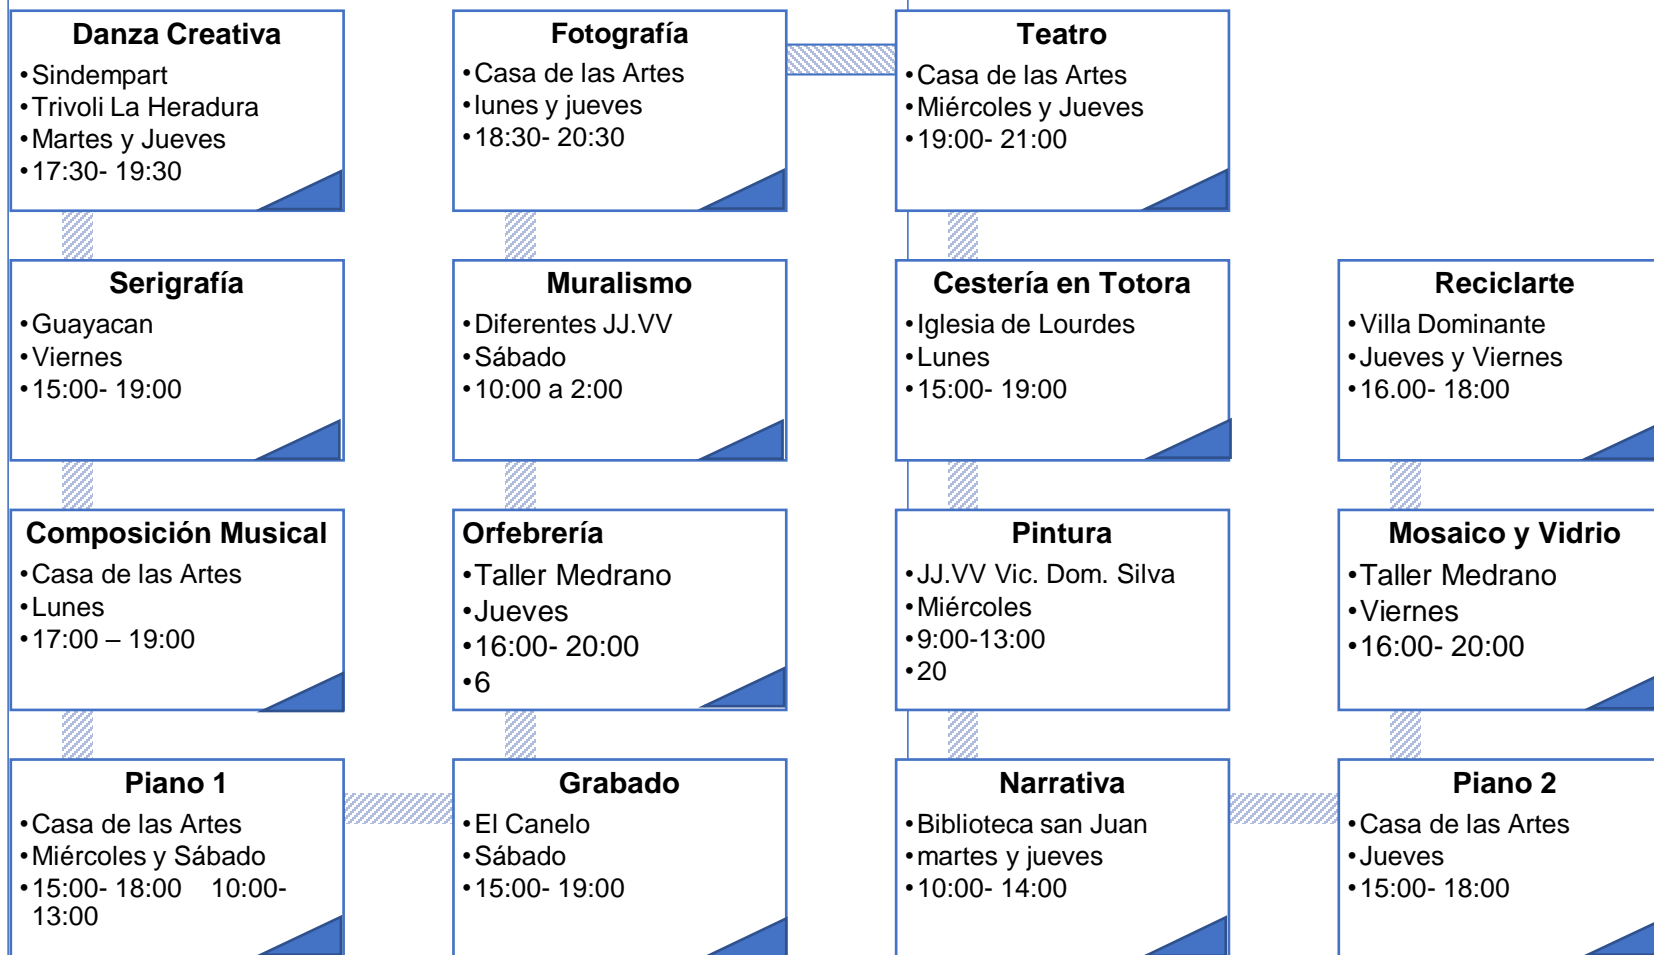 Danza Creativa
•Sindempart
•Trivoli La Heradura
•Martes y Jueves
•17:30- 19:30
Fotografía
•Casa de las Artes
•lunes y jueves
•18:30- 20:30
Teatro
•Casa de las Artes
•Miércoles y Jueves
•19:00- 21:00
Serigrafía
•Guayacan
•Viernes
•15:00- 19:00
Muralismo
•Diferentes JJ.VV
•Sábado
•10:00 a 2:00
Cestería en Totora
•Iglesia de Lourdes
•Lunes
•15:00- 19:00
Reciclarte
•Villa Dominante
•Jueves y Viernes
•16.00- 18:00
Composición Musical
•Casa de las Artes
•Lunes
•17:00 – 19:00
Orfebrería
•Taller Medrano
•Jueves
•16:00- 20:00
•6
Pintura
•JJ.VV Vic. Dom. Silva
•Miércoles
•9:00-13:00
•20
Mosaico y Vidrio
•Taller Medrano
•Viernes
•16:00- 20:00
Piano 1
•Casa de las Artes
•Miércoles y Sábado
•15:00- 18:00 10:00-
13:00
Grabado
•El Canelo
•Sábado
•15:00- 19:00
Narrativa
•Biblioteca san Juan
•martes y jueves
•10:00- 14:00
Piano 2
•Casa de las Artes
•Jueves
•15:00- 18:00